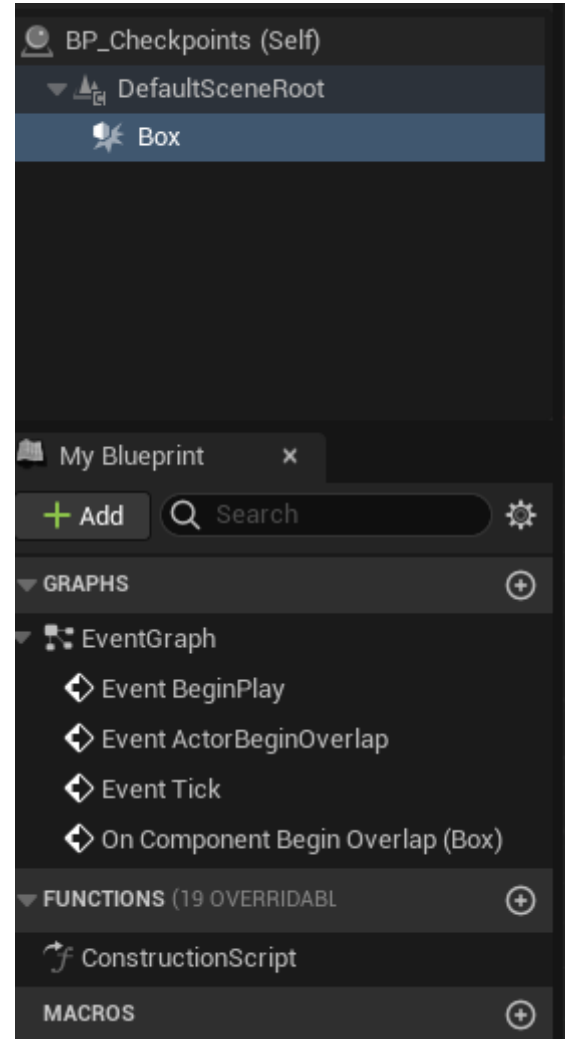 BP_Checkpoints (Self)
DefaultSceneRoot
Box
My Blueprint
Add
Search
GRAPHS
EventGraph
Event BeginPlay
Event ActorBeginOverlap
Event Tick
On Component Begin Overlap (Box)
FUNCTIONS (19 OVERRIDABL
ConstructionScript
MACROS